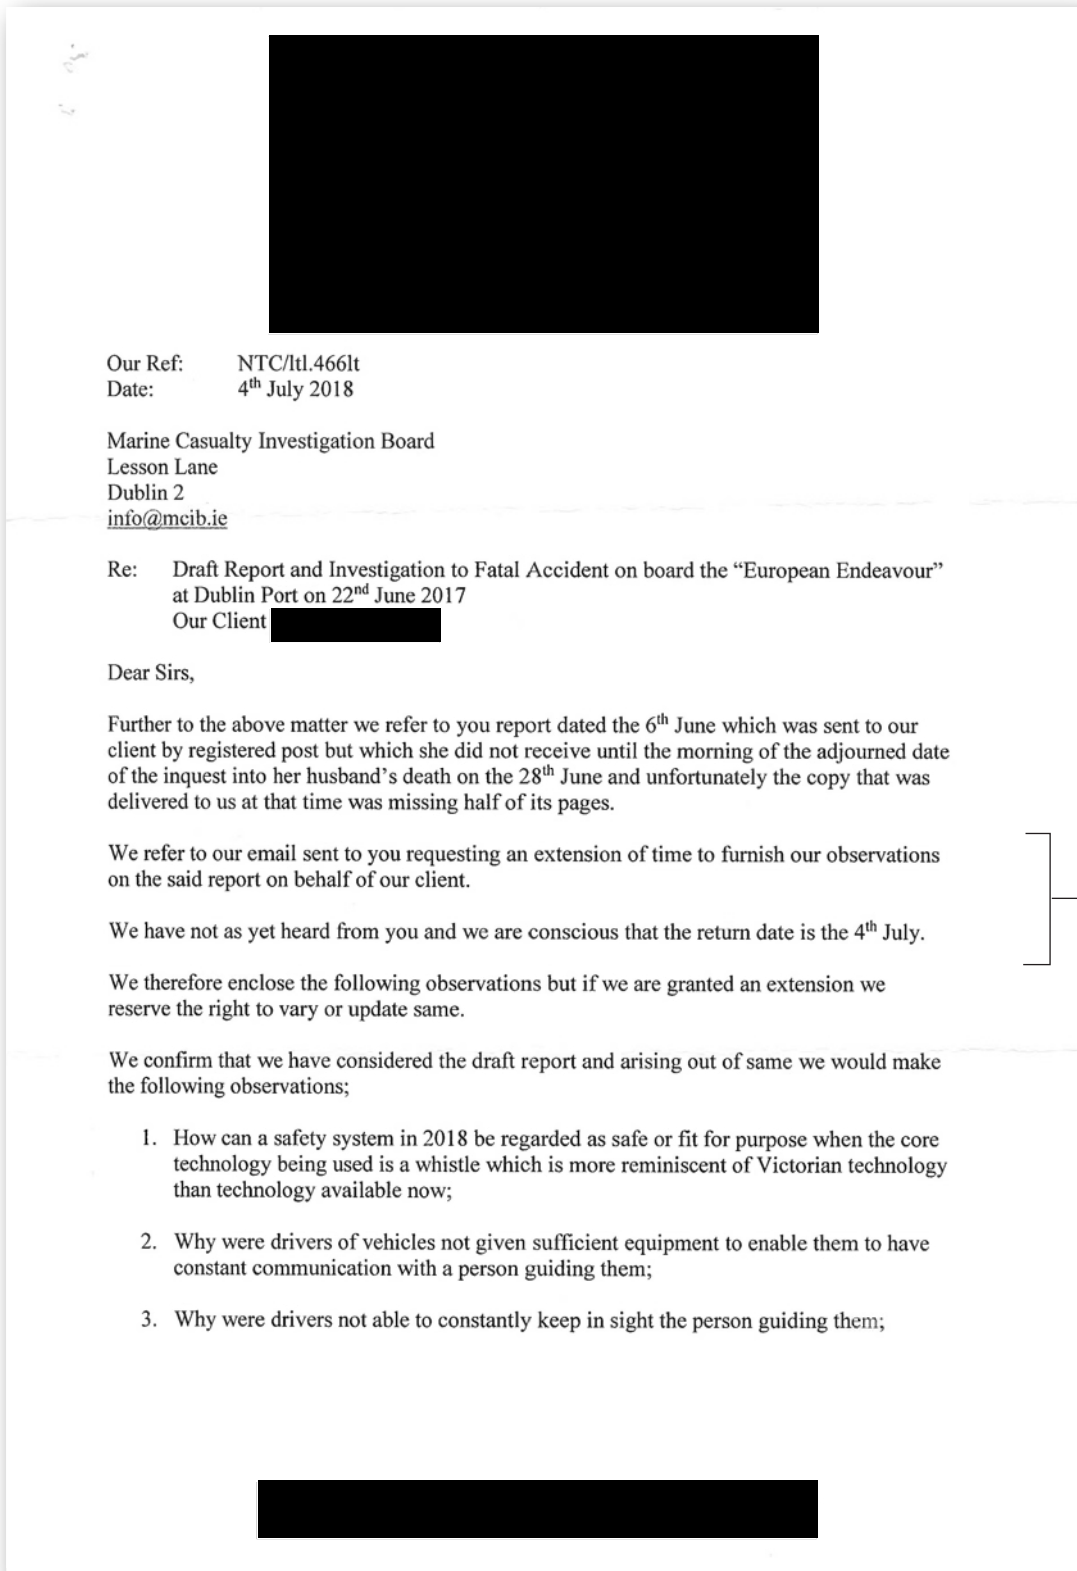 Our Ref: NTC/ltl.466lt
Date: 4th July 2018
Marine Casualty Investigation Board
Lesson Lane
Dublin 2
info@mcib.ie
Re: Draft Report and Investigation to Fatal Accident on board the “European Endeavour”
at Dublin Port on 22nd June 2017
Our Client
Dear Sirs,
Further to the above matter we refer to you report dated the 6th June which was sent to our
client by registered post but which she did not receive until the morning of the adjourned date
of the inquest into her husband’s death on the 28th June and unfortunately the copy that was
delivered to us at that time was missing half of its pages.
We refer to our email sent to you requesting an extension of time to furnish our observations
on the said report on behalf of our client.
We have not as yet heard from you and we are conscious that the return date is the 4th July.
We therefore enclose the following observations but if we are granted an extension we
reserve the right to vary or update same.
We confirm that we have considered the draft report and arising out of same we would make
the following observations;
1. How can a safety system in 2018 be regarded as safe or fit for purpose when the core
technology being used is a whistle which is more reminiscent of Victorian technology
than technology available now;
2. Why were drivers of vehicles not given sufficient equipment to enable them to have
constant communication with a person guiding them;
3. Why were drivers not able to constantly keep in sight the person guiding them;